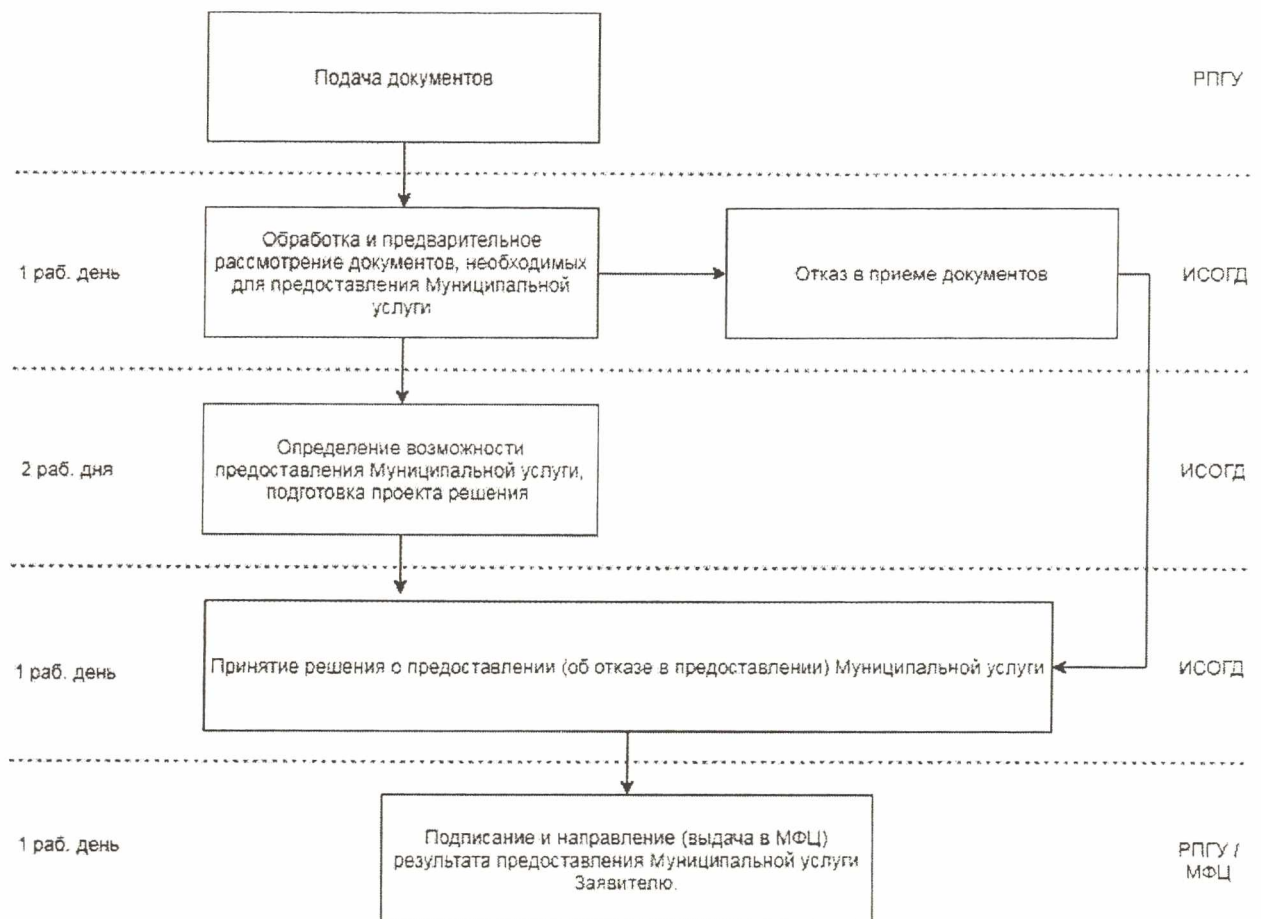 Подача документов
РПГУ
1 раб. день
Обработка и предварительное
рассмотрение документов, необходимых
для предоставления Муниципальной
услуги
Отказ в приеме документов
ИСОГД
2 раб. дня
Определение возможности
предоставления Муниципальной услуги,
подготовка проекта решения
ИСОГД
1 раб. день
Принятие решения о предоставлении (об отказе в предоставлении) Муниципальной услуги
ИСОГД
1 раб. день
Подписание и направление (выдача в МФЦ)
результата предоставления Муниципальной услуги
Заявителю.
РПГУ /
МФЦ